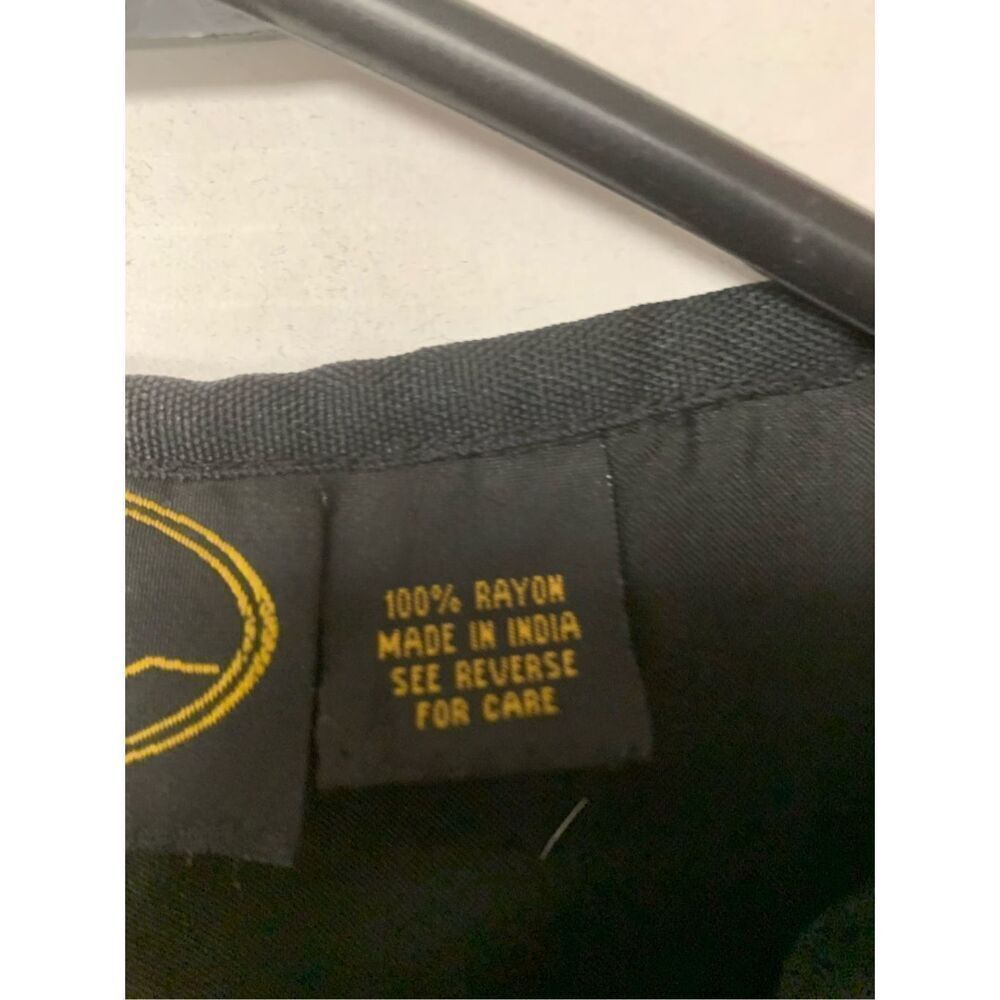 100% RAYON
MADE IN INDIA
SEE REVERSE
FOR CARE